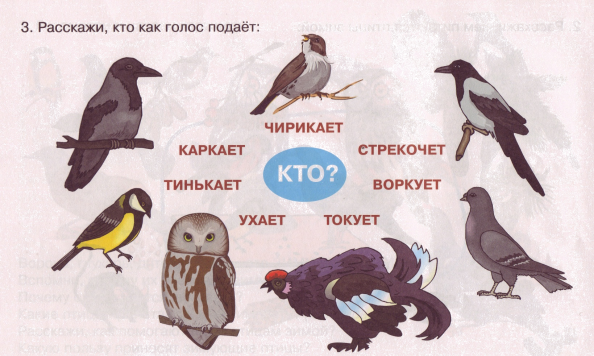 3. Расскажи, кто как голос подаёт:
ЧИРИКАЕТ
КАРКАЕТ
СТРЕКОЧЕТ
КТО?
ТИНЬКАЕТ
ВОРКУЕТ
УХАЕТ
ТОКУЕТ